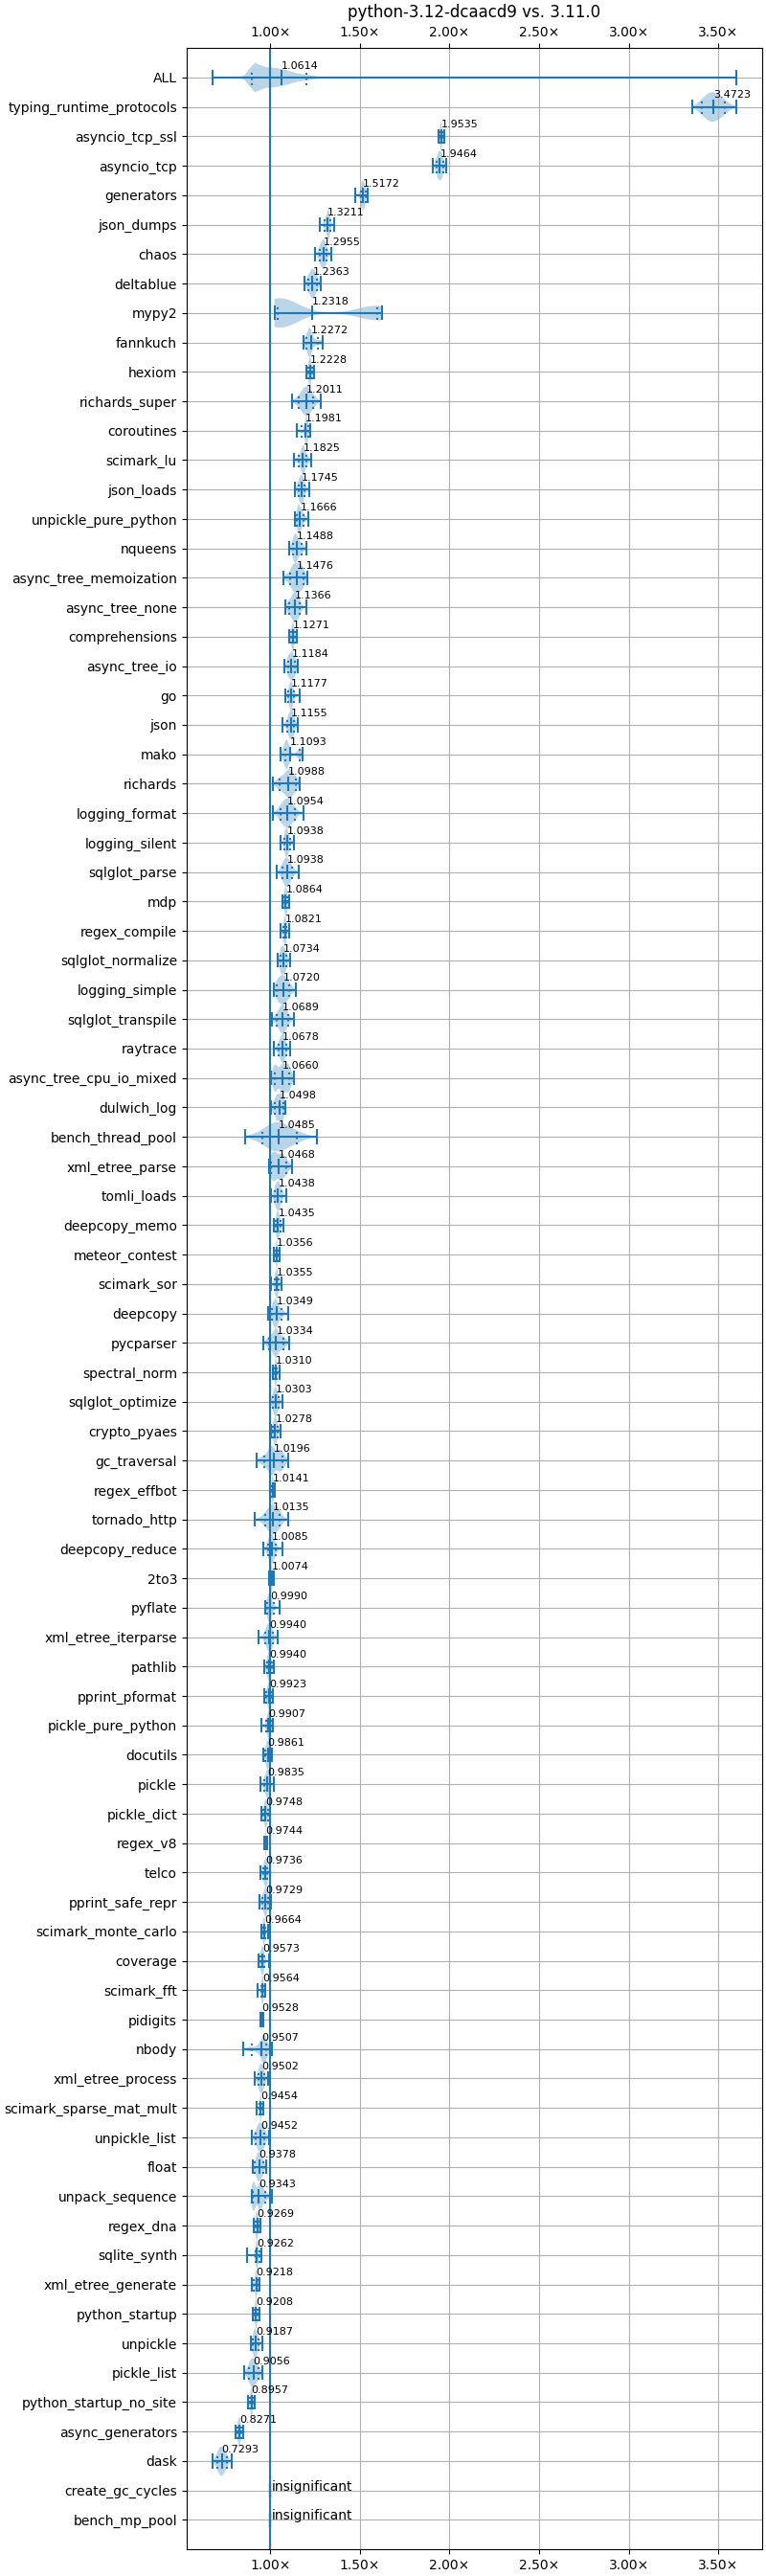 python-3.12-dcaacd9 vs. 3.11.0
1.00× 1.50× 2.00× 2.50× 3.00× 3.50×
ALL 1.0614
typing_runtime_protocols 3.4723
asyncio_tcp_ssl 1.9535
asyncio_tcp 1.9464
generators 1.5172
json_dumps 1.3211
chaos 1.2955
deltablue 1.2363
mypy2 1.2318
fannkuch 1.2272
hexiom 1.2228
richards_super 1.2011
coroutines 1.1981
scimark_lu 1.1825
json_loads 1.1745
unpickle_pure_python 1.1666
nqueens 1.1488
async_tree_memoization 1.1476
async_tree_none 1.1366
comprehensions 1.1271
async_tree_io 1.1184
go 1.1177
json 1.1155
mako 1.1093
richards 1.0988
logging_format 1.0954
logging_silent 1.0938
sqlglot_parse 1.0938
mdp 1.0864
regex_compile 1.0821
sqlglot_normalize 1.0734
logging_simple 1.0720
sqlglot_transpile 1.0689
raytrace 1.0678
async_tree_cpu_io_mixed 1.0660
dulwich_log 1.0498
bench_thread_pool 1.0485
xml_etree_parse 1.0468
tomli_loads 1.0438
deepcopy_memo 1.0435
meteor_contest 1.0356
scimark_sor 1.0355
deepcopy 1.0349
pycparser 1.0334
spectral_norm 1.0310
sqlglot_optimize 1.0303
crypto_pyaes 1.0278
gc_traversal 1.0196
regex_effbot 1.0141
tornado_http 1.0135
deepcopy_reduce 1.0085
2to3 1.0074
pyflate 0.9990
xml_etree_iterparse 0.9940
pathlib 0.9940
pprint_pformat 0.9923
pickle_pure_python 0.9907
docutils 0.9861
pickle 0.9835
pickle_dict 0.9748
regex_v8 0.9744
telco 0.9736
pprint_safe_repr 0.9729
scimark_monte_carlo 0.9664
coverage 0.9573
scimark_fft 0.9564
pidigits 0.9528
nbody 0.9507
xml_etree_process 0.9502
scimark_sparse_mat_mult 0.9454
unpickle_list 0.9452
float 0.9378
unpack_sequence 0.9343
regex_dna 0.9269
sqlite_synth 0.9262
xml_etree_generate 0.9218
python_startup 0.9208
unpickle 0.9187
pickle_list 0.9056
python_startup_no_site 0.8957
async_generators 0.8271
dask 0.7293
create_gc_cycles insignificant
bench_mp_pool insignificant
1.00× 1.50× 2.00× 2.50× 3.00× 3.50×